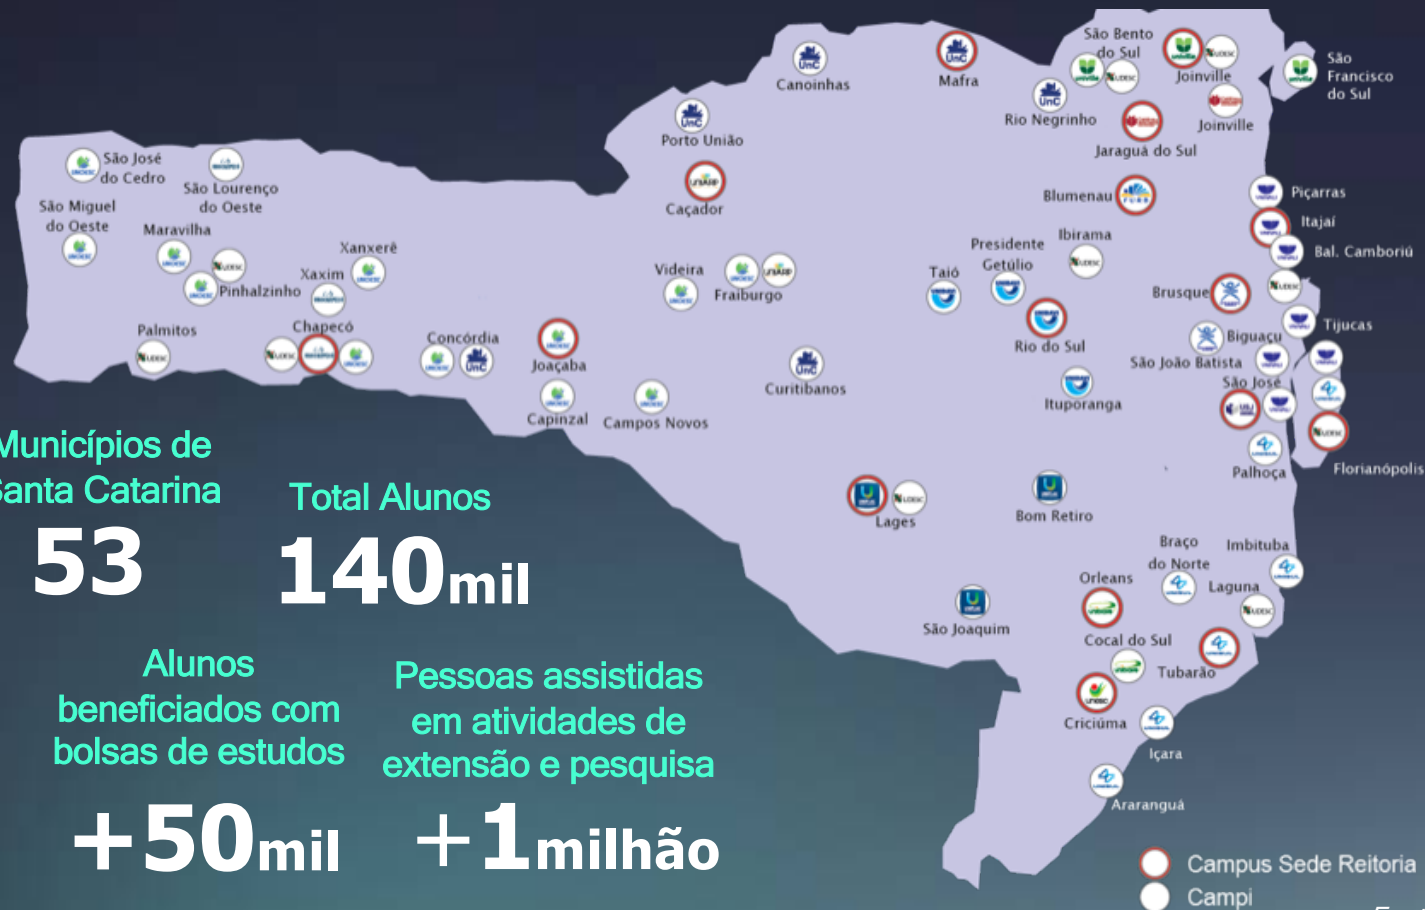 São Bento
do Sul
Canoinhas
Mafra
Joinville
São
Francisco
do Sul
Rio Negrinho
Joinville
Porto União
Jaraguá do Sul
São José
do Cedro
São Lourenço
do Oeste
Caçador
Blumenau
Piçarras
São Miguel
do Oeste
Maravilha
Itajaí
Xanxerê
Presidente
Getúlio
Ibirama
Bal. Camboriú
Xaxim
Videira
Fraiburgo
Taió
Pinhalzinho
Brusque
Palmitos
Chapecó
Concórdia
Joaçaba
Rio do Sul
Biguaçu
Tijucas
São João Batista
Curitibanos
São José
Ituporanga
Capinzal
Campos Novos
Palhoça
Florianópolis
Municípios de
Santa Catarina
53
Total Alunos
140mil
Lages
Bom Retiro
Braço
do Norte
Imbituba
Orleans
Laguna
São Joaquim
Cocal do Sul
Tubarão
Criciúma
Içara
Araranguá
Alunos
beneficiados com
bolsas de estudos
+50mil
Pessoas assistidas
em atividades de
extensão e pesquisa
+1milhão
Campus Sede Reitoria
Campi